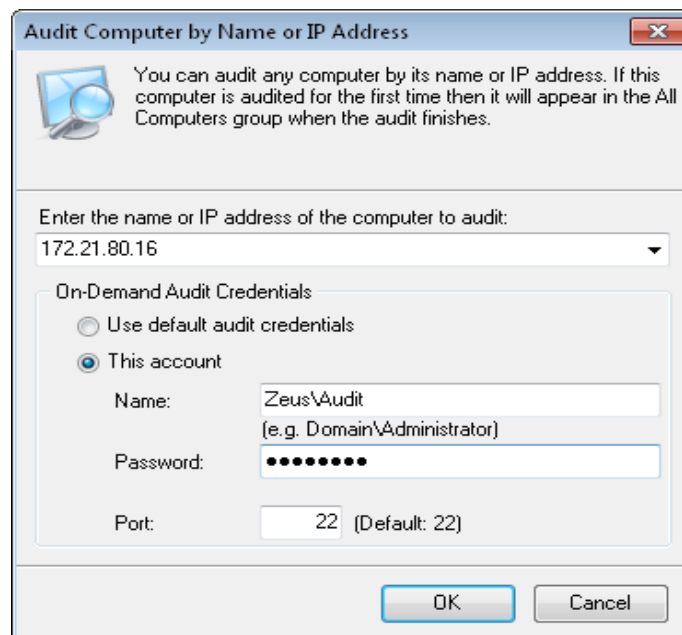 Audit Computer by Name or IP Address
You can audit any computer by its name or IP address. If this
computer is audited for the first time then it will appear in the All
Computers group when the audit finishes.
Enter the name or IP address of the computer to audit:
172.21.80.16
On-Demand Audit Credentials
Use default audit credentials
This account
Name: Zeus\Audit
(e.g. Domain\Administrator)
Password: ●●●●●●●●
Port: 22 (Default: 22)
OK Cancel